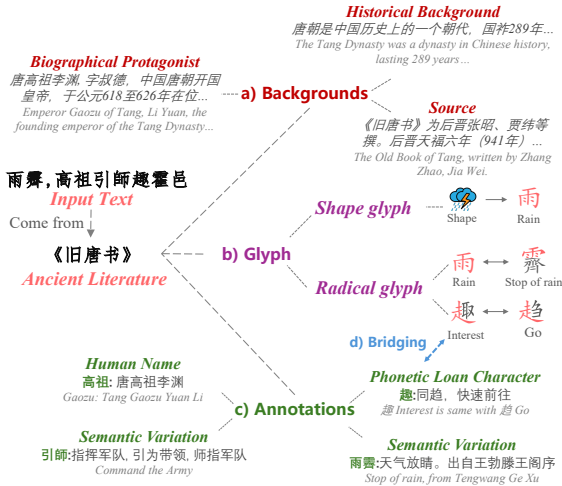 Historical Background
唐朝是中国历史上的一个朝代，国祚289年…
The Tang Dynasty was a dynasty in Chinese history,
lasting 289 years…
Biographical Protagonist
唐高祖李渊, 字叔德，中国唐朝开国
皇帝，于公元618至626年在位…
Emperor Gaozu of Tang, Li Yuan, the
founding emperor of the Tang Dynasty...
a) Backgrounds
Source
《旧唐书》为后晋张昭、贾纬等
撰。后晋天福六年（941年）…
The Old Book of Tang, written by Zhang
Zhao, Jia Wei.
雨霽,高祖引師趣霍邑
Input Text
Come from
《旧唐书》
Ancient Literature
b) Glyph
Shape glyph
Shape
雨
Rain
Radical glyph
雨
Rain
霽
Stop of rain
趣
Interest
趋
Go
d) Bridging
Human Name
高祖: 唐高祖李渊
Gaozu: Tang Gaozu Yuan Li
c) Annotations
Phonetic Loan Character
趣:同趋，快速前往
趣 Interest is same with 趋 Go
Semantic Variation
引師:指挥军队, 引为带领, 师指军队
Command the Army
Semantic Variation
雨霽:天气放晴。出自王勃滕王阁序
Stop of rain, from Tengwang Ge Xu